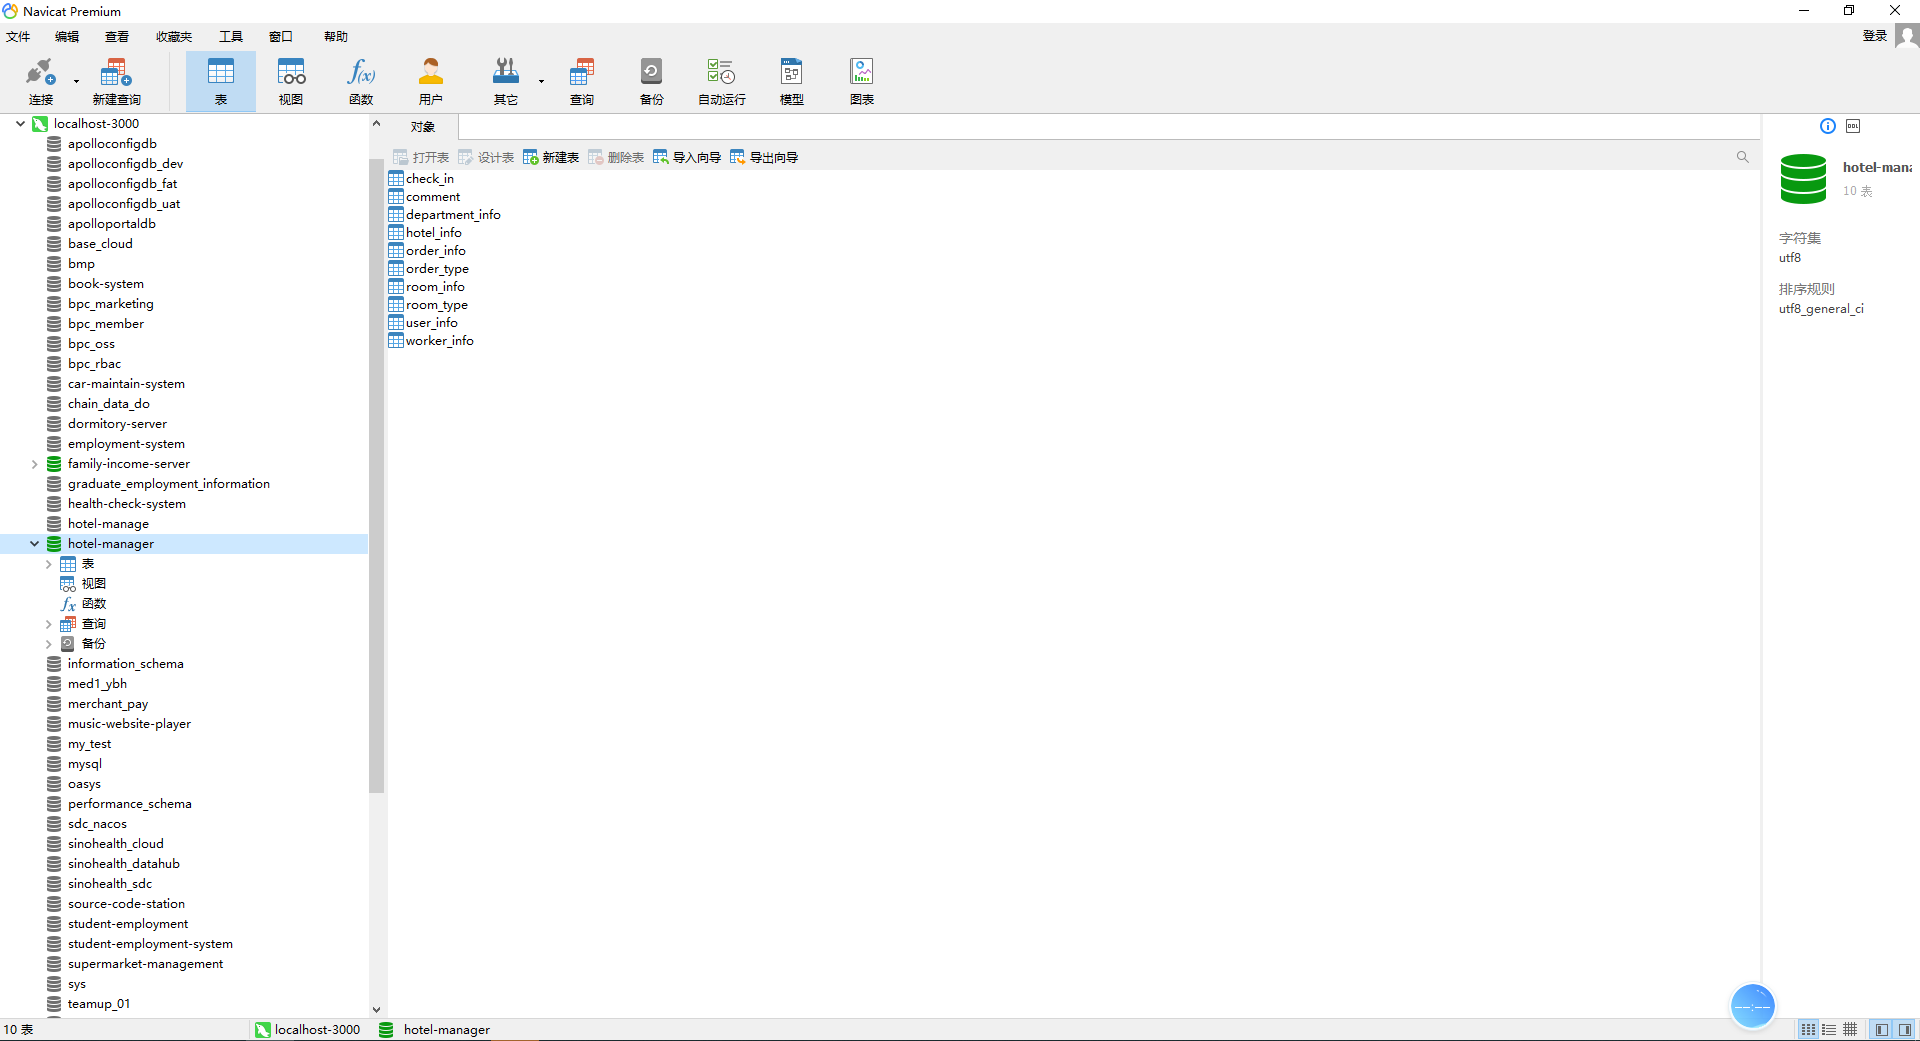 Navicat Premium
文件 编辑 查看 收藏夹 工具 窗口 帮助 登录
连接 新建查询 表 视图 函数 用户 其它 查询 备份 自动运行 模型 图表
localhost-3000
apolloconfigdb
apolloconfigdb_dev
apolloconfigdb_fat
apolloconfigdb_uat
apolloportaldb
base_cloud
bmp
book-system
bpc_marketing
bpc_member
bpc_oss
bpc_rbac
car-maintain-system
chain_data_do
dormitory-server
employment-system
family-income-server
graduate_employment_information
health-check-system
hotel-manage
hotel-manager
表
视图
函数
查询
备份
information_schema
med1_ybh
merchant_pay
music-website-player
my_test
mysql
oasys
performance_schema
sdc_nacos
sinohealth_cloud
sinohealth_datahub
sinohealth_sdc
source-code-station
student-employment
student-employment-system
supermarket-management
sys
teamup_01
对象
打开表 设计表 新建表 删除表 导入向导 导出向导
check_in
comment
department_info
hotel_info
order_info
order_type
room_info
room_type
user_info
worker_info
DDL
hotel-mana
10 表
字符集
utf8
排序规则
utf8_general_ci
10 表 localhost-3000 hotel-manager